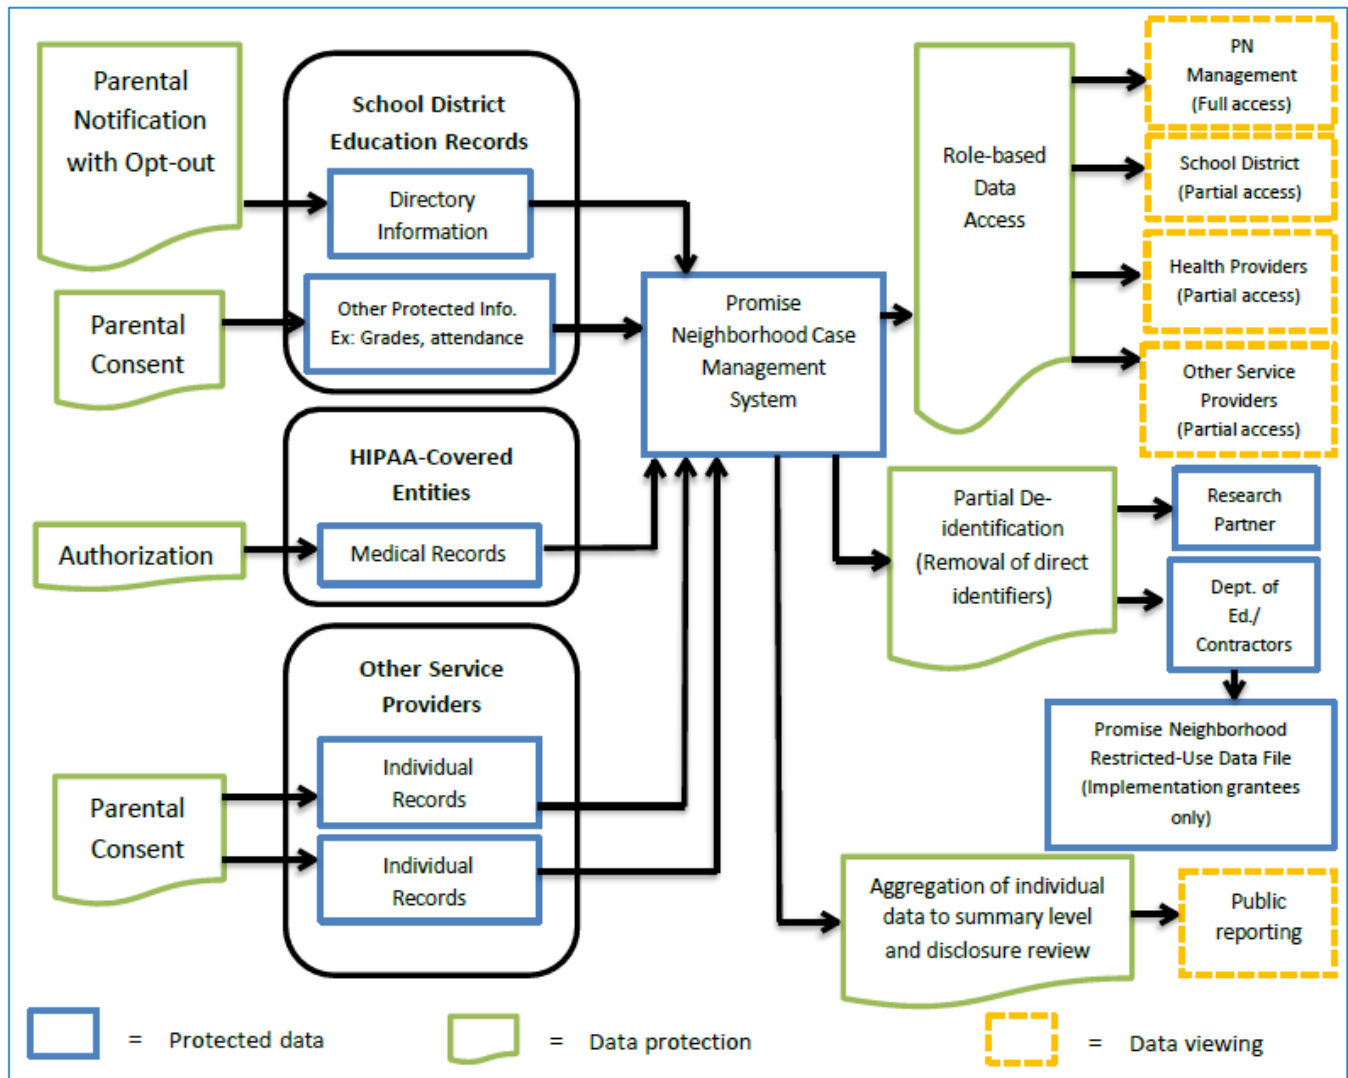 Parental
Notification
with Opt-out
School District
Education Records
Directory
Information
Parental
Consent
Other Protected Info.
Ex: Grades, attendance
HIPAA-Covered
Entities
Authorization
Medical Records
Other Service
Providers
Parental
Consent
Individual
Records
Individual
Records
Promise
Neighborhood Case
Management
System
Role-based
Data
Access
PN
Management
(Full access)
School District
(Partial access)
Health Providers
(Partial access)
Other Service
Providers
(Partial access)
Partial De-
identification
(Removal of direct
identifiers)
Research
Partner
Dept. of
Ed./
Contractors
Promise Neighborhood
Restricted-Use Data File
(Implementation grantees
only)
Aggregation of individual
data to summary level
and disclosure review
Public
reporting
= Protected data
= Data protection
= Data viewing